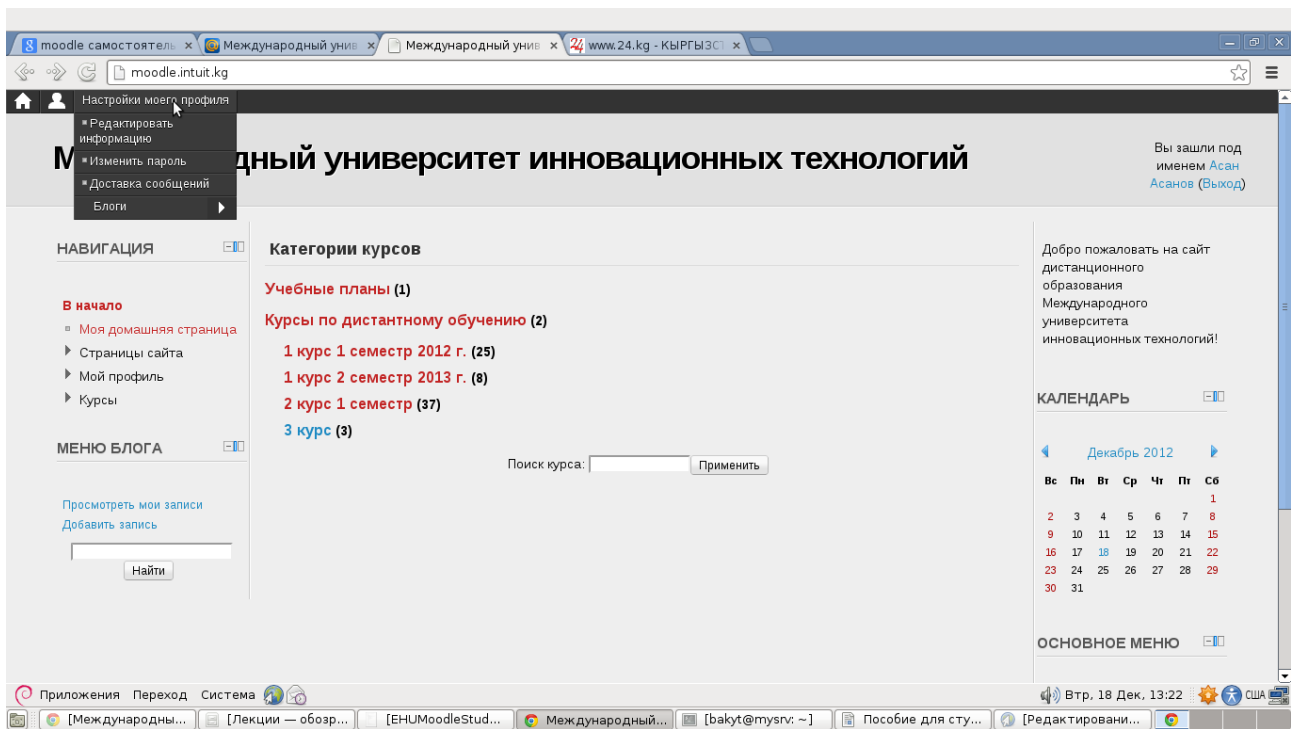 moodle самостоятель
Международный унив
Международный унив
24 www.24.kg - КЫРГЫЗСТ
moodle.intuit.kg
Настройки моего профиля
Редактировать
информацию
Изменить пароль
Доставка сообщений
Блоги
М
дный университет инновационных технологий
Вы зашли под
именем Асан
Асанов (Выход)
НАВИГАЦИЯ
В начало
Моя домашняя страница
Страницы сайта
Мой профиль
Курсы
МЕНЮ БЛОГА
Просмотреть мои записи
Добавить запись
Найти
Категории курсов
Учебные планы (1)
Курсы по дистантному обучению (2)
1 курс 1 семестр 2012 г. (25)
1 курс 2 семестр 2013 г. (8)
2 курс 1 семестр (37)
3 курс (3)
Поиск курса: Применить
Добро пожаловать на сайт
дистанционного
образования
Международного
университета
инновационных технологий!
КАЛЕНДАРЬ
Декабрь 2012
Вс Пн Вт Ср Чт Пт Сб
1
2 3 4 5 6 7 8
9 10 11 12 13 14 15
16 17 18 19 20 21 22
23 24 25 26 27 28 29
30 31
ОСНОВНОЕ МЕНЮ
Приложения Переход Система
Втр, 18 Дек, 13:22 США
[Международны...
[Лекции — обозр...
[EHUMoodleStud...
Международный...
[bakyt@mysrv: ~]
Пособие для сту...
[Редактировани...